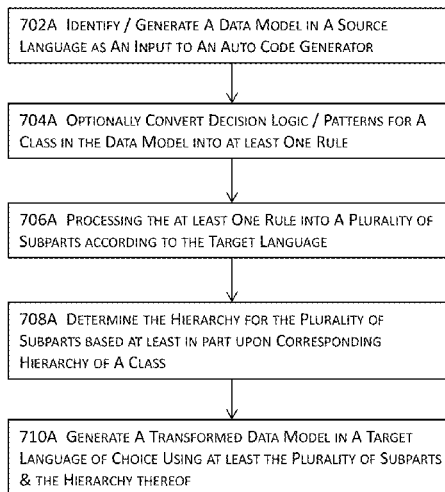 702A IDENTIFY / GENERATE A DATA MODEL IN A SOURCE
LANGUAGE AS AN INPUT TO AN AUTO CODE
GENERATOR
704A OPTIONALLY CONVERT DECISION LOGIC / PATTERNS FOR A
CLASS IN THE DATA MODEL INTO AT LEAST ONE RULE
706A PROCESSING THE AT LEAST ONE RULE INTO A PLURALITY OF
SUBPARTS ACCORDING TO THE TARGET LANGUAGE
708A DETERMINE THE HIERARCHY FOR THE PLURALITY OF
SUBPARTS BASED AT LEAST IN PART UPON CORRESPONDING
HIERARCHY OF A CLASS
710A GENERATE A TRANSFORMED DATA MODEL IN A TARGET
LANGUAGE OF CHOICE USING AT LEAST THE PLURALITY OF SUBPARTS
& THE HIERARCHY THEREOF